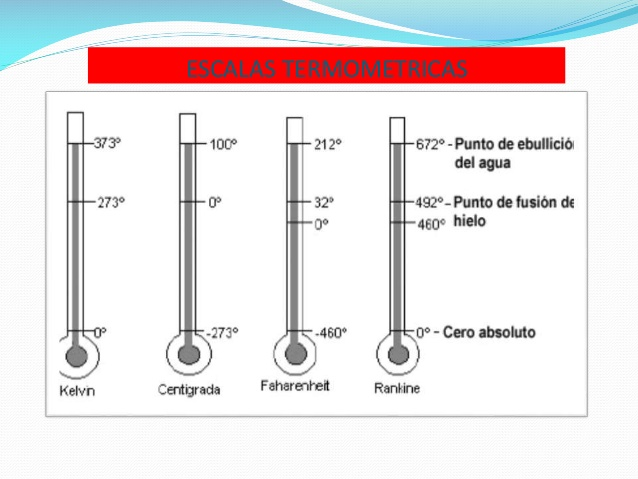 ESCALAS TERMOMETRICAS
373° 100° 212° 672° - Punto de ebullición
del agua
273° 0° 32° 492° - Punto de fusión de
0° 460° hielo
0° -273° -460° 0° - Cero absoluto
Kelvin Centigrada Faharenheit Rankine